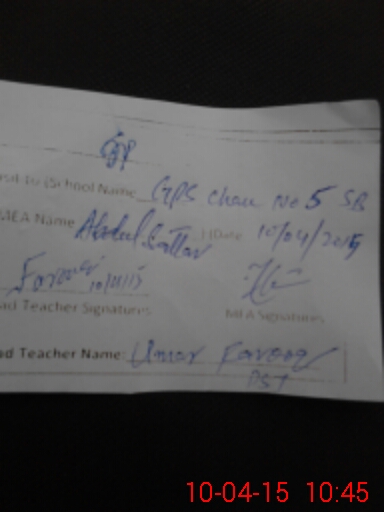 Visit to (School Name GPS Chak No 5 SB
MEA Name Abdul Sattar Date 10/04/2015
Farooq 10/04/15
ad Teacher Signatures MEA Signatures
ad Teacher Name: Umar Farooq
PST
10-04-15 10:45